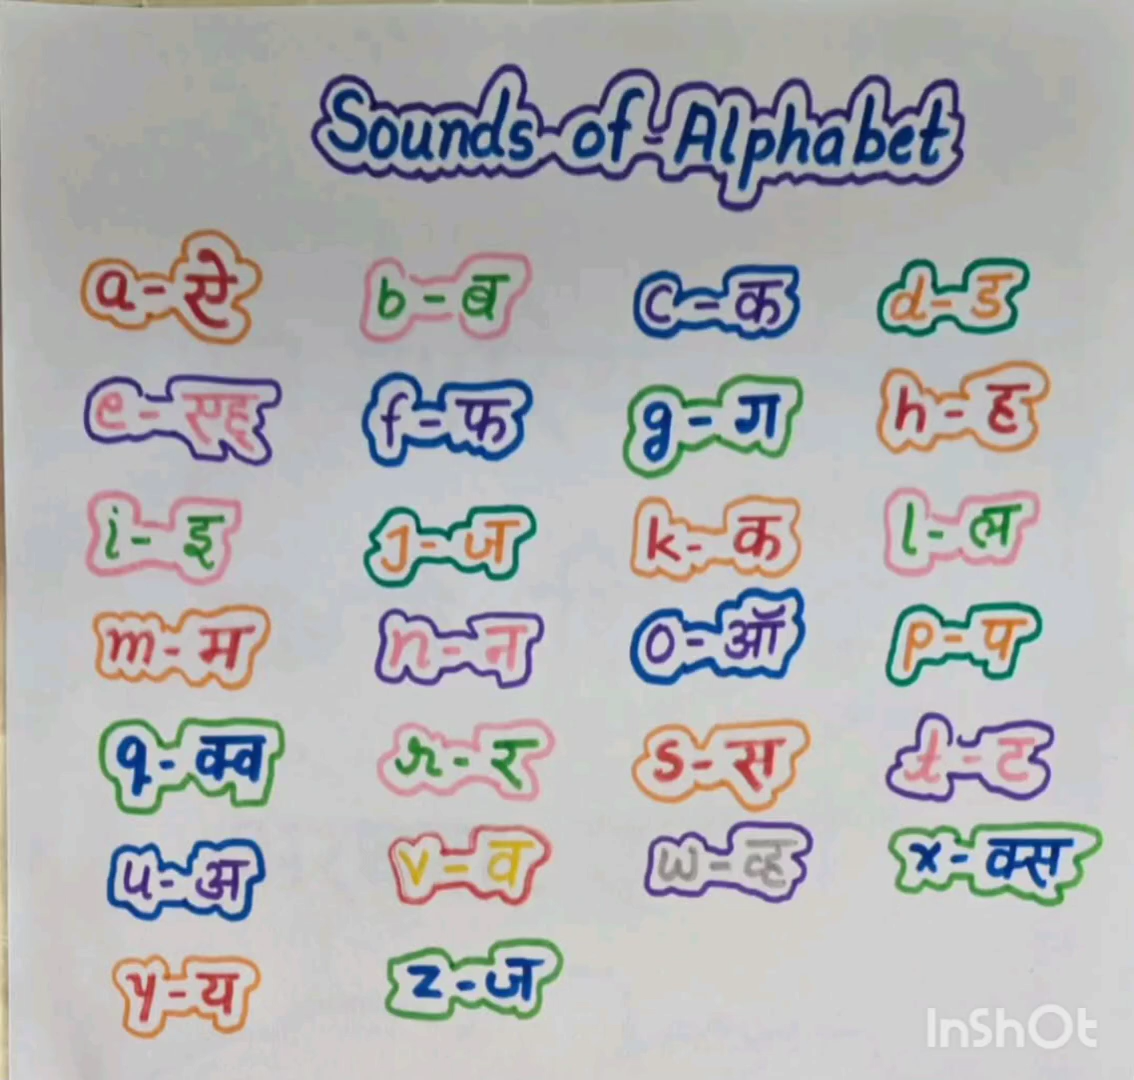 Sounds of Alphabet
a - ऐ b - ब c - क d - ड
e - एह f - फ g - ग h - ह
i - इ J - ज k - क l - ल
m - म n - न o - ऑ p - प
q - क्व r - र s - स t - ट
u - अ v - व w - व्ह x - क्स
y - य z - ज
InShOt